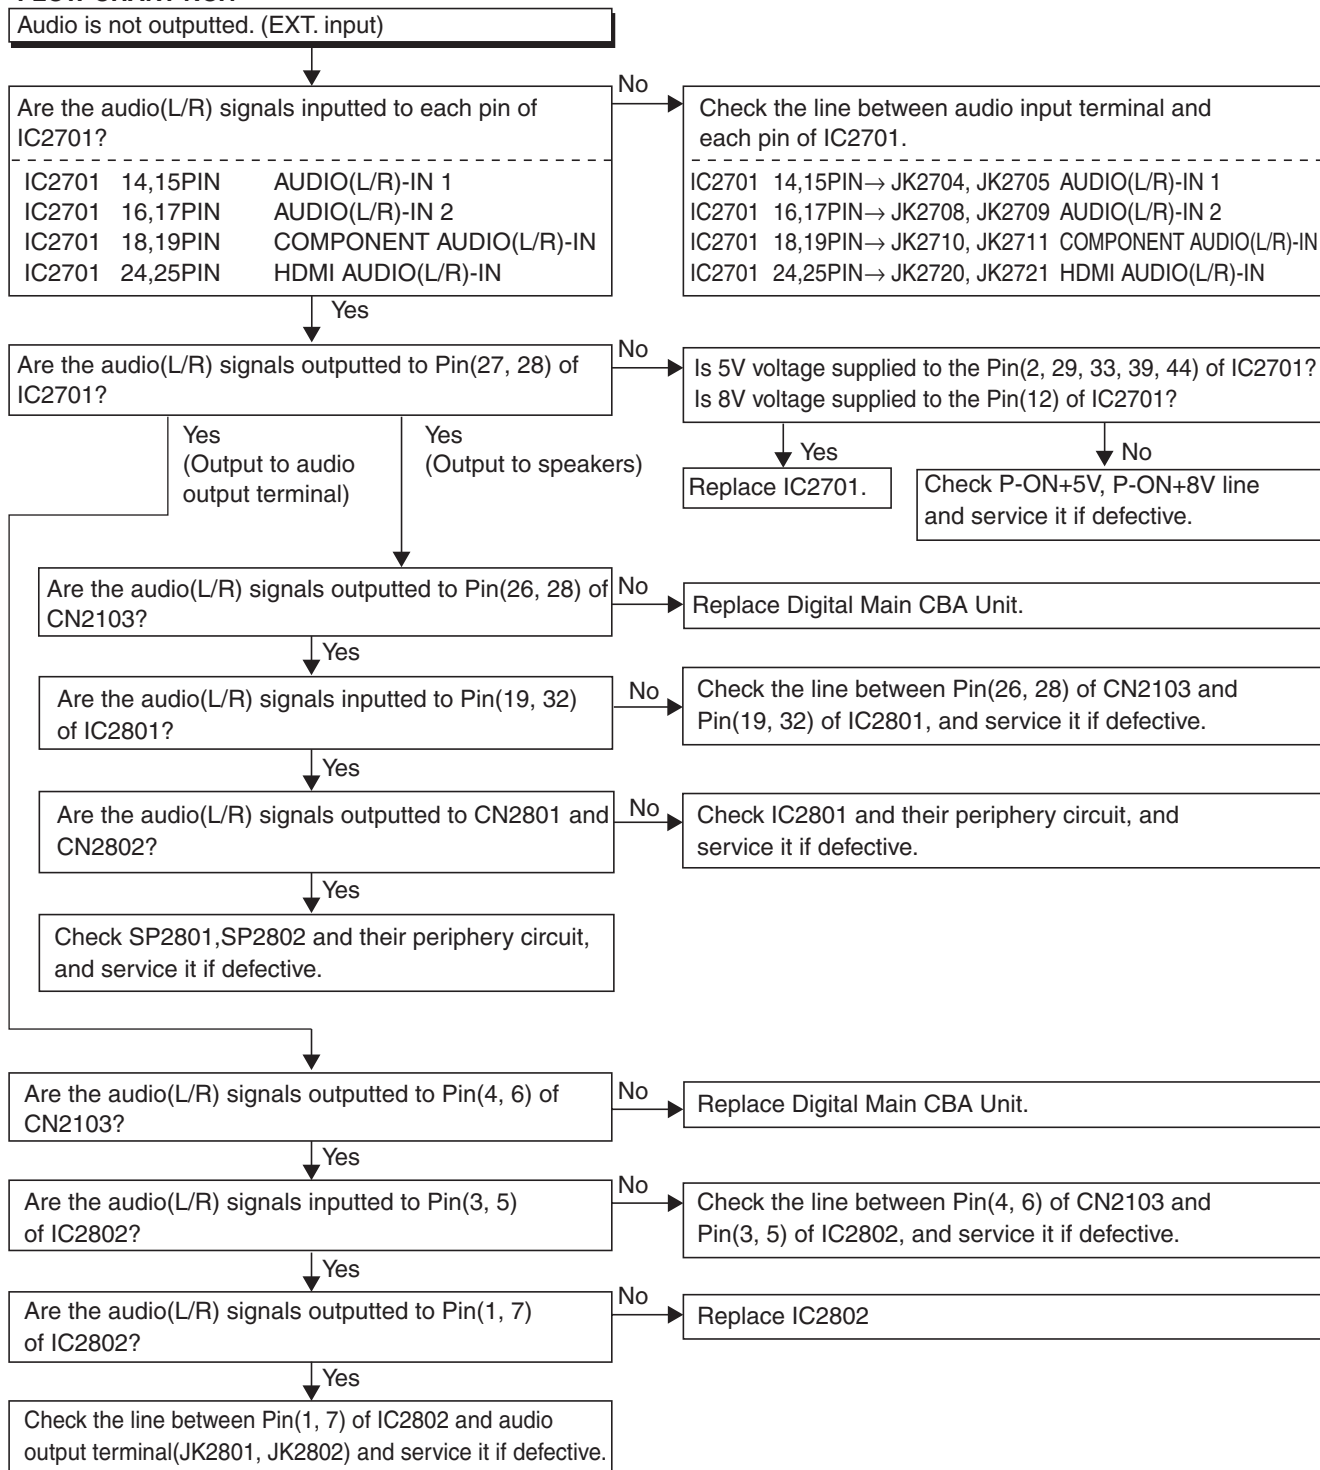 Audio is not outputted. (EXT. input)
Are the audio(L/R) signals inputted to each pin of
IC2701?
IC2701 14,15PIN AUDIO(L/R)-IN 1
IC2701 16,17PIN AUDIO(L/R)-IN 2
IC2701 18,19PIN COMPONENT AUDIO(L/R)-IN
IC2701 24,25PIN HDMI AUDIO(L/R)-IN
No
Check the line between audio input terminal and
each pin of IC2701.
IC2701 14,15PIN→ JK2704, JK2705 AUDIO(L/R)-IN 1
IC2701 16,17PIN→ JK2708, JK2709 AUDIO(L/R)-IN 2
IC2701 18,19PIN→ JK2710, JK2711 COMPONENT AUDIO(L/R)-IN
IC2701 24,25PIN→ JK2720, JK2721 HDMI AUDIO(L/R)-IN
Yes
Are the audio(L/R) signals outputted to Pin(27, 28) of
IC2701?
No
Is 5V voltage supplied to the Pin(2, 29, 33, 39, 44) of IC2701?
Is 8V voltage supplied to the Pin(12) of IC2701?
Yes
Replace IC2701.
No
Check P-ON+5V, P-ON+8V line
and service it if defective.
Yes
(Output to audio
output terminal)
Yes
(Output to speakers)
Are the audio(L/R) signals outputted to Pin(26, 28) of
CN2103?
No
Replace Digital Main CBA Unit.
Yes
Are the audio(L/R) signals inputted to Pin(19, 32)
of IC2801?
No
Check the line between Pin(26, 28) of CN2103 and
Pin(19, 32) of IC2801, and service it if defective.
Yes
Are the audio(L/R) signals outputted to CN2801 and
CN2802?
No
Check IC2801 and their periphery circuit, and
service it if defective.
Yes
Check SP2801,SP2802 and their periphery circuit,
and service it if defective.
Are the audio(L/R) signals outputted to Pin(4, 6) of
CN2103?
No
Replace Digital Main CBA Unit.
Yes
Are the audio(L/R) signals inputted to Pin(3, 5)
of IC2802?
No
Check the line between Pin(4, 6) of CN2103 and
Pin(3, 5) of IC2802, and service it if defective.
Yes
Are the audio(L/R) signals outputted to Pin(1, 7)
of IC2802?
No
Replace IC2802
Yes
Check the line between Pin(1, 7) of IC2802 and audio
output terminal(JK2801, JK2802) and service it if defective.